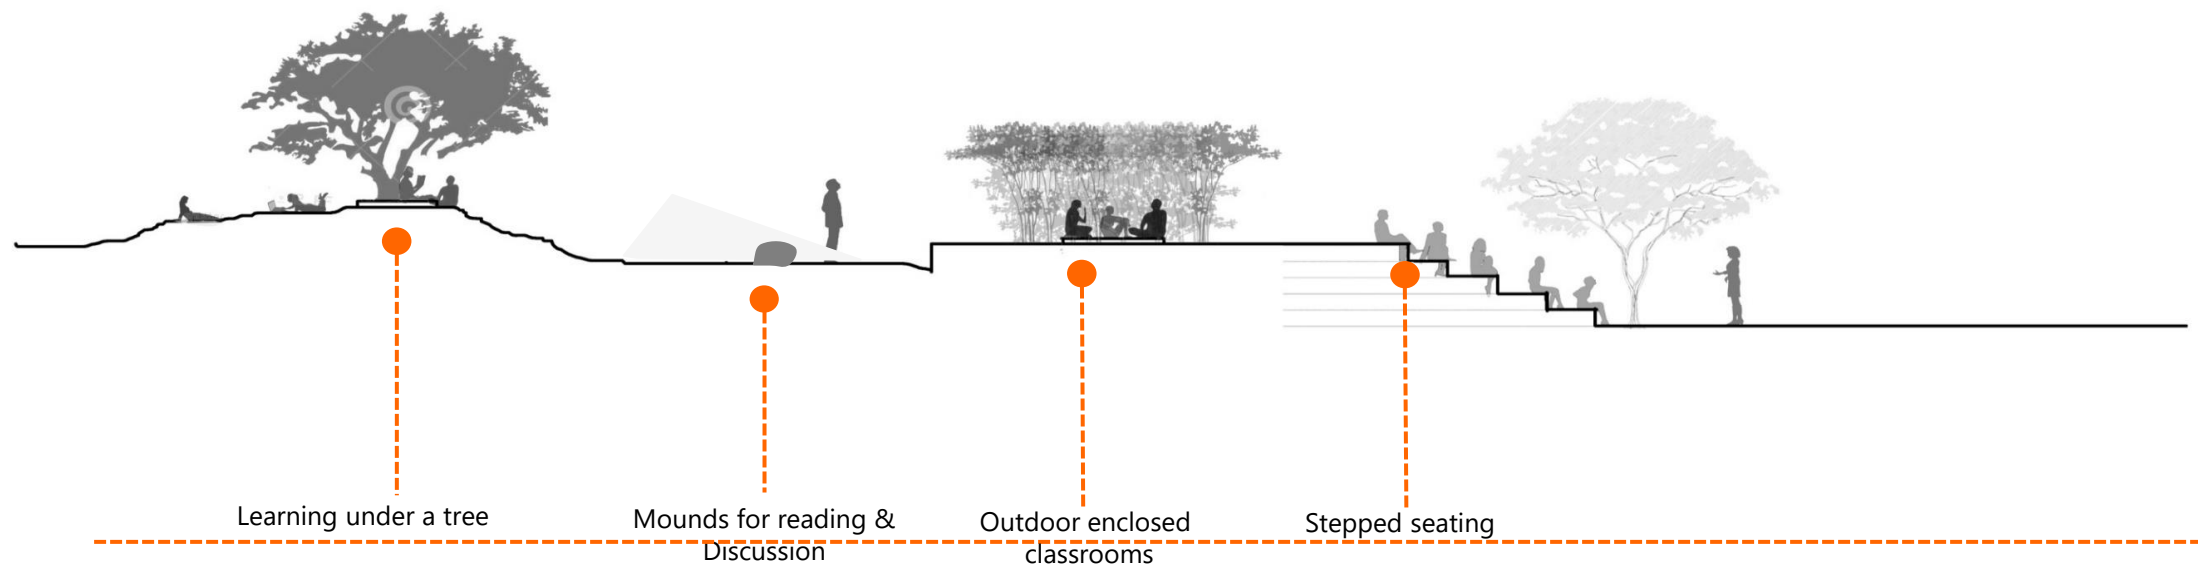 Learning under a tree
Mounds for reading &
Discussion
Outdoor enclosed
classrooms
Stepped seating